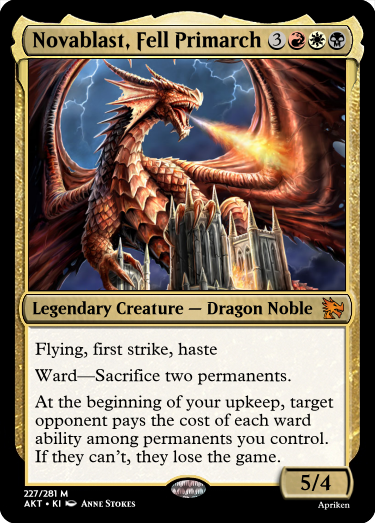 Novablast, Fell Primarch 3
Legendary Creature — Dragon Noble
Flying, first strike, haste
Ward—Sacrifice two permanents.
At the beginning of your upkeep, target
opponent pays the cost of each ward
ability among permanents you control.
If they can't, they lose the game.
5/4
227/281 M
AKT • KI Anne Stokes
Apriken